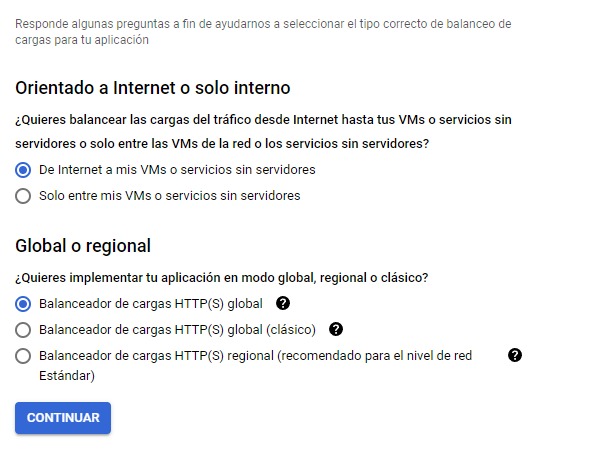 Responde algunas preguntas a fin de ayudarnos a seleccionar el tipo correcto de balanceo de
cargas para tu aplicación
Orientado a Internet o solo interno
¿Quieres balancear las cargas del tráfico desde Internet hasta tus VMs o servicios sin
servidores o solo entre las VMs de la red o los servicios sin servidores?
De Internet a mis VMs o servicios sin servidores
Solo entre mis VMs o servicios sin servidores
Global o regional
¿Quieres implementar tu aplicación en modo global, regional o clásico?
Balanceador de cargas HTTP(S) global ?
Balanceador de cargas HTTP(S) global (clásico) ?
Balanceador de cargas HTTP(S) regional (recomendado para el nivel de red ?
Estándar)
CONTINUAR